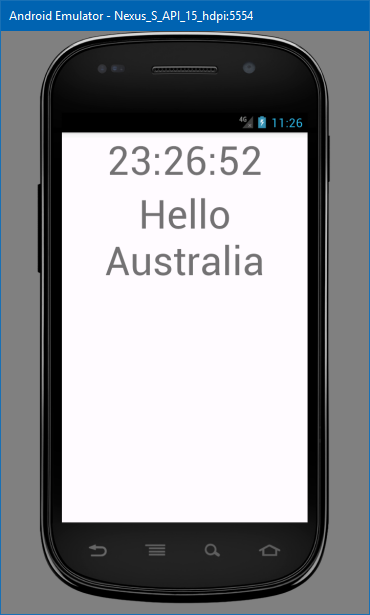 Android Emulator - Nexus_S_API_15_hdpi:5554
4G 11:26
23:26:52
Hello
Australia